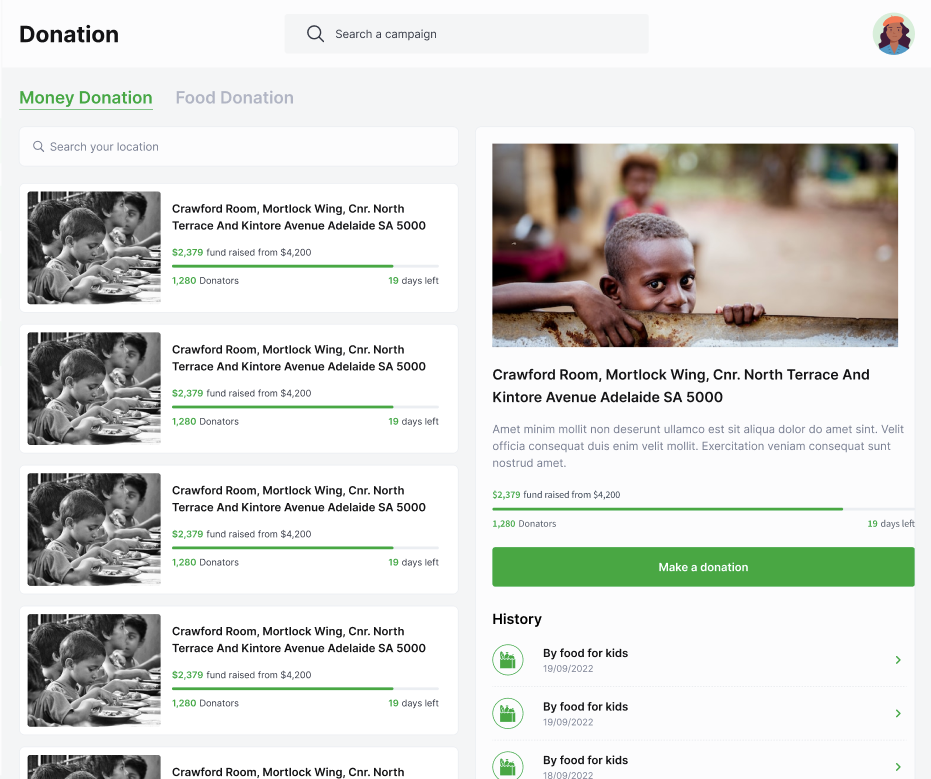 Donation
Search a campaign
Money Donation
Food Donation
Search your location
Crawford Room, Mortlock Wing, Cnr. North
Terrace And Kintore Avenue Adelaide SA 5000
$2,379 fund raised from $4,200
1,280 Donators
19 days left
Crawford Room, Mortlock Wing, Cnr. North
Terrace And Kintore Avenue Adelaide SA 5000
$2,379 fund raised from $4,200
1,280 Donators
19 days left
Crawford Room, Mortlock Wing, Cnr. North
Terrace And Kintore Avenue Adelaide SA 5000
$2,379 fund raised from $4,200
1,280 Donators
19 days left
Crawford Room, Mortlock Wing, Cnr. North
Terrace And Kintore Avenue Adelaide SA 5000
$2,379 fund raised from $4,200
1,280 Donators
19 days left
Crawford Room, Mortlock Wing, Cnr. North
Crawford Room, Mortlock Wing, Cnr. North Terrace And
Kintore Avenue Adelaide SA 5000
Amet minim mollit non deserunt ullamco est sit aliqua dolor do amet sint. Velit
officia consequat duis enim velit mollit. Exercitation veniam consequat sunt
nostrud amet.
$2,379 fund raised from $4,200
1,280 Donators
19 days left
Make a donation
History
By food for kids
19/09/2022
By food for kids
19/09/2022
By food for kids
18/09/2022